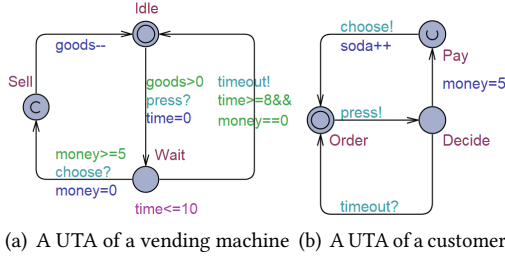 Idle
choose!
goods--
soda++
Pay
Sell
goods>0
timeout!
money=5
press?
time>=8&&
time=0
money==0
press!
C
Order
Decide
money>=5
Wait
choose?
money=0
time<=10
timeout?
(a) A UTA of a vending machine (b) A UTA of a customer